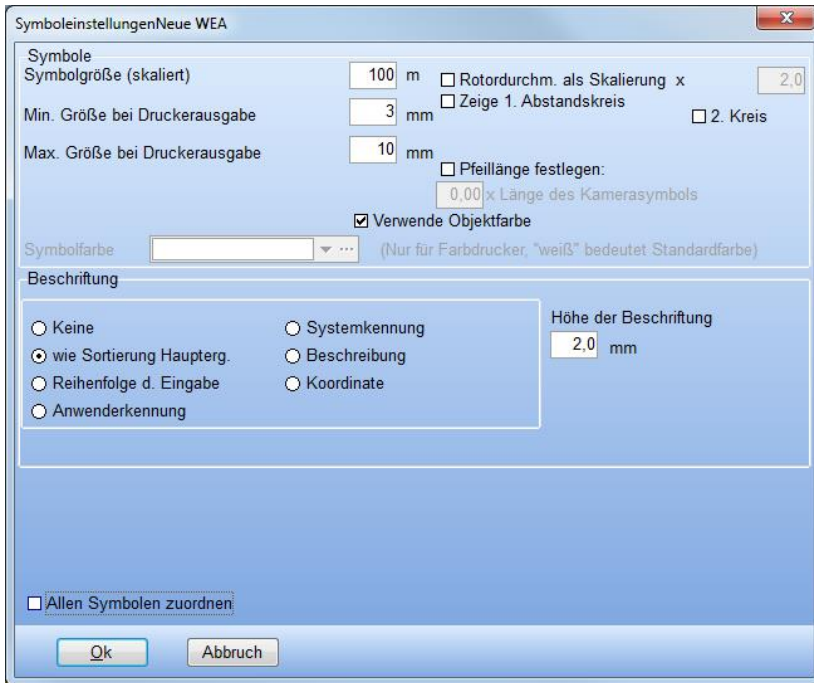 SymboleinstellungenNeue WEA
Symbole
Symbolgröße (skaliert) 100 m
Rotordurchm. als Skalierung x 2,0
Zeige 1. Abstandskreis
Min. Größe bei Druckerausgabe 3 mm
2. Kreis
Max. Größe bei Druckerausgabe 10 mm
Pfeillänge festlegen:
0,00 x Länge des Kamerasymbols
Verwende Objektfarbe
Symbolfarbe ... (Nur für Farbdrucker, "weiß" bedeutet Standardfarbe)
Beschriftung
Keine
wie Sortierung Haupterg.
Reihenfolge d. Eingabe
Anwenderkennung
Systemkennung
Beschreibung
Koordinate
Höhe der Beschriftung
2,0 mm
Allen Symbolen zuordnen
Ok Abbruch